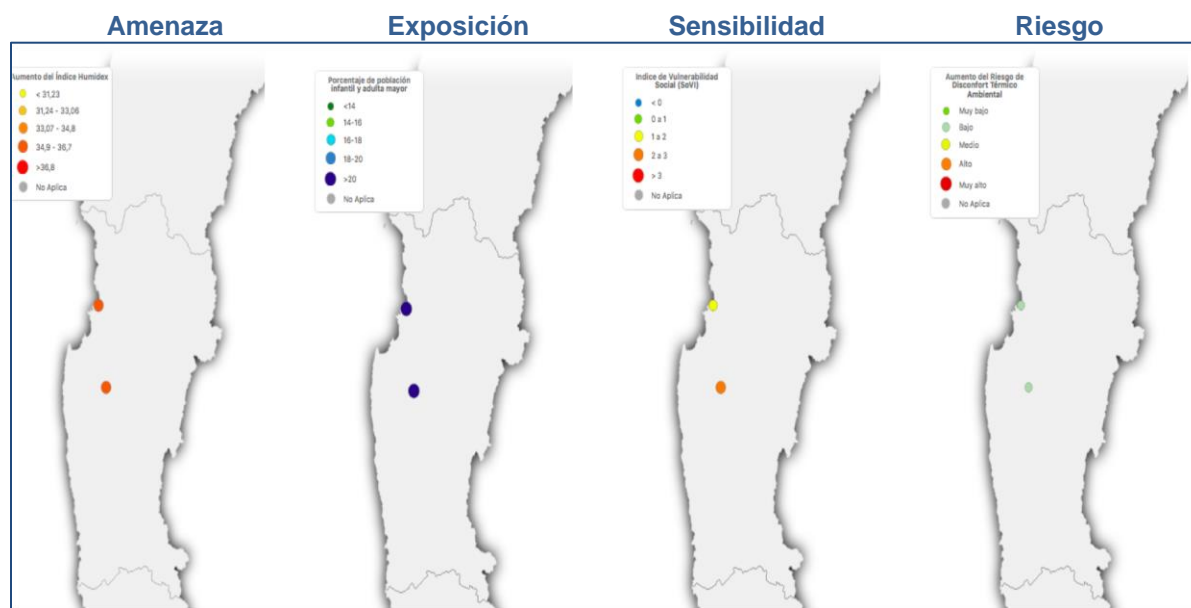 Amenaza
Exposición
Sensibilidad
Riesgo
Aumento del Índice Humidex
< 31,23
31,24 - 33,06
33,07 - 34,8
34,9 - 36,7
>36,8
No Aplica
Porcentaje de población
infantil y adulta mayor
<14
14-16
16-18
18-20
>20
No Aplica
Indice de Vulnerabilidad
Social (SoVi)
< 0
0 a 1
1 a 2
2 a 3
> 3
No Aplica
Aumento del Riesgo de
Disconfort Térmico
Ambiental
Muy bajo
Bajo
Medio
Alto
Muy alto
No Aplica